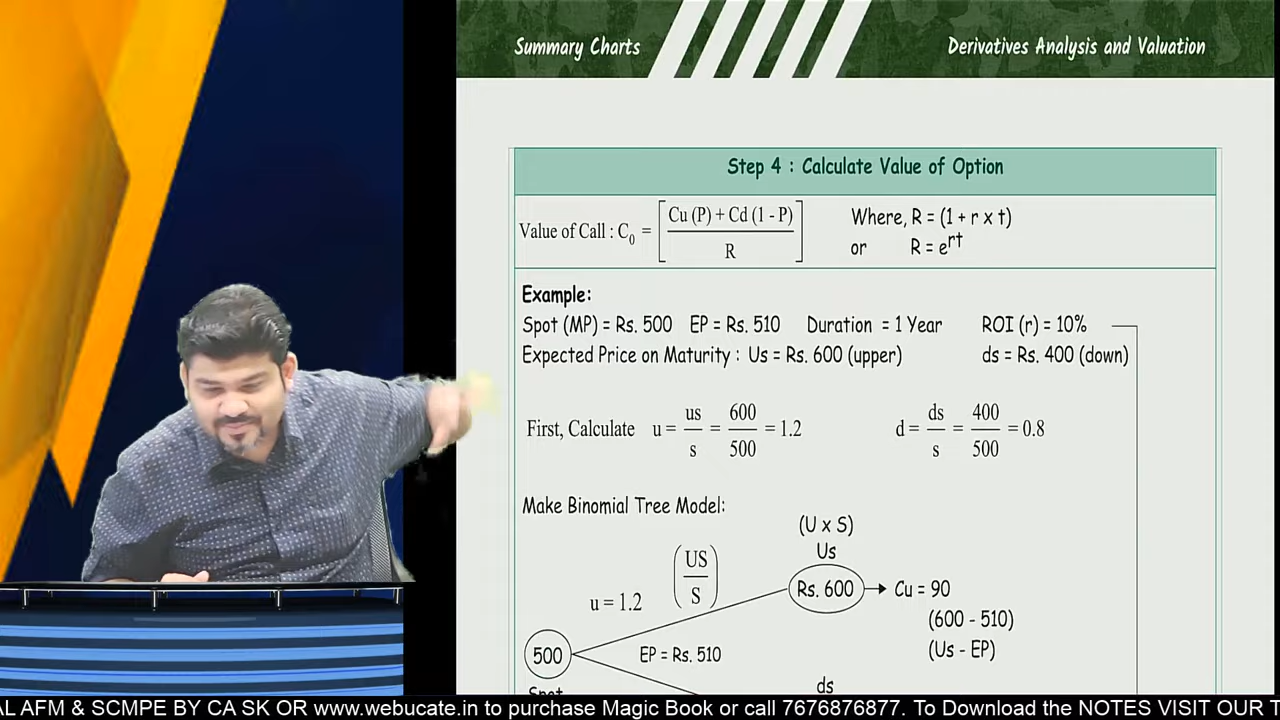 Summary Charts
Derivatives Analysis and Valuation
Step 4 : Calculate Value of Option
Value of Call : C₀ = [ Cu (P) + Cd (1 - P) / R ]
Where, R = (1 + r x t)
or R = e^rt
Example:
Spot (MP) = Rs. 500 EP = Rs. 510 Duration = 1 Year ROI (r) = 10%
Expected Price on Maturity : Us = Rs. 600 (upper) ds = Rs. 400 (down)
First, Calculate u = us/s = 600/500 = 1.2 d = ds/s = 400/500 = 0.8
Make Binomial Tree Model:
(U x S)
Us
(US/S)
u = 1.2
Rs. 600
Cu = 90
(600 - 510)
(Us - EP)
500
EP = Rs. 510
ds
Spot
AL AFM & SCMPE BY CA SK OR www.webucate.in to purchase Magic Book or call 7676876877. To Download the NOTES VISIT OUR T